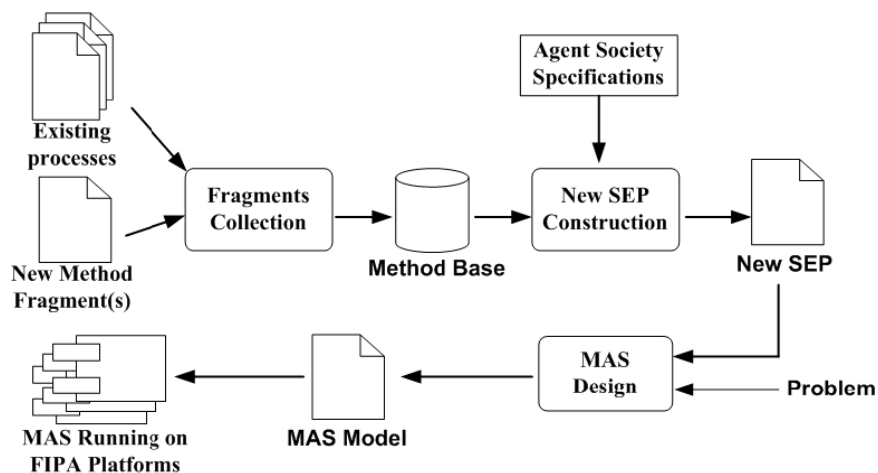 Existing
processes
New Method
Fragment(s)
Fragments
Collection
Method Base
Agent Society
Specifications
New SEP
Construction
New SEP
MAS
Design
Problem
MAS Model
MAS Running on
FIPA Platforms